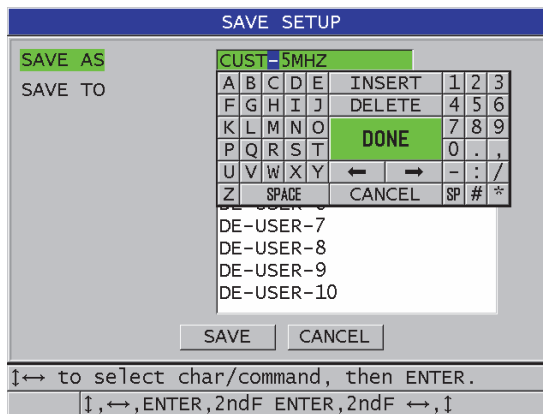 SAVE SETUP
SAVE AS
CUST-5MHZ
SAVE TO
A B C D E INSERT 1 2 3
F G H I J DELETE 4 5 6
K L M N O DONE 7 8 9
P Q R S T 0 . ,
U V W X Y ← → - : /
Z SPACE CANCEL SP # *
DE-USER-7
DE-USER-8
DE-USER-9
DE-USER-10
SAVE CANCEL
↕↔ to select char/command, then ENTER.
↕,↔,ENTER,2ndF ENTER,2ndF ↔,↕